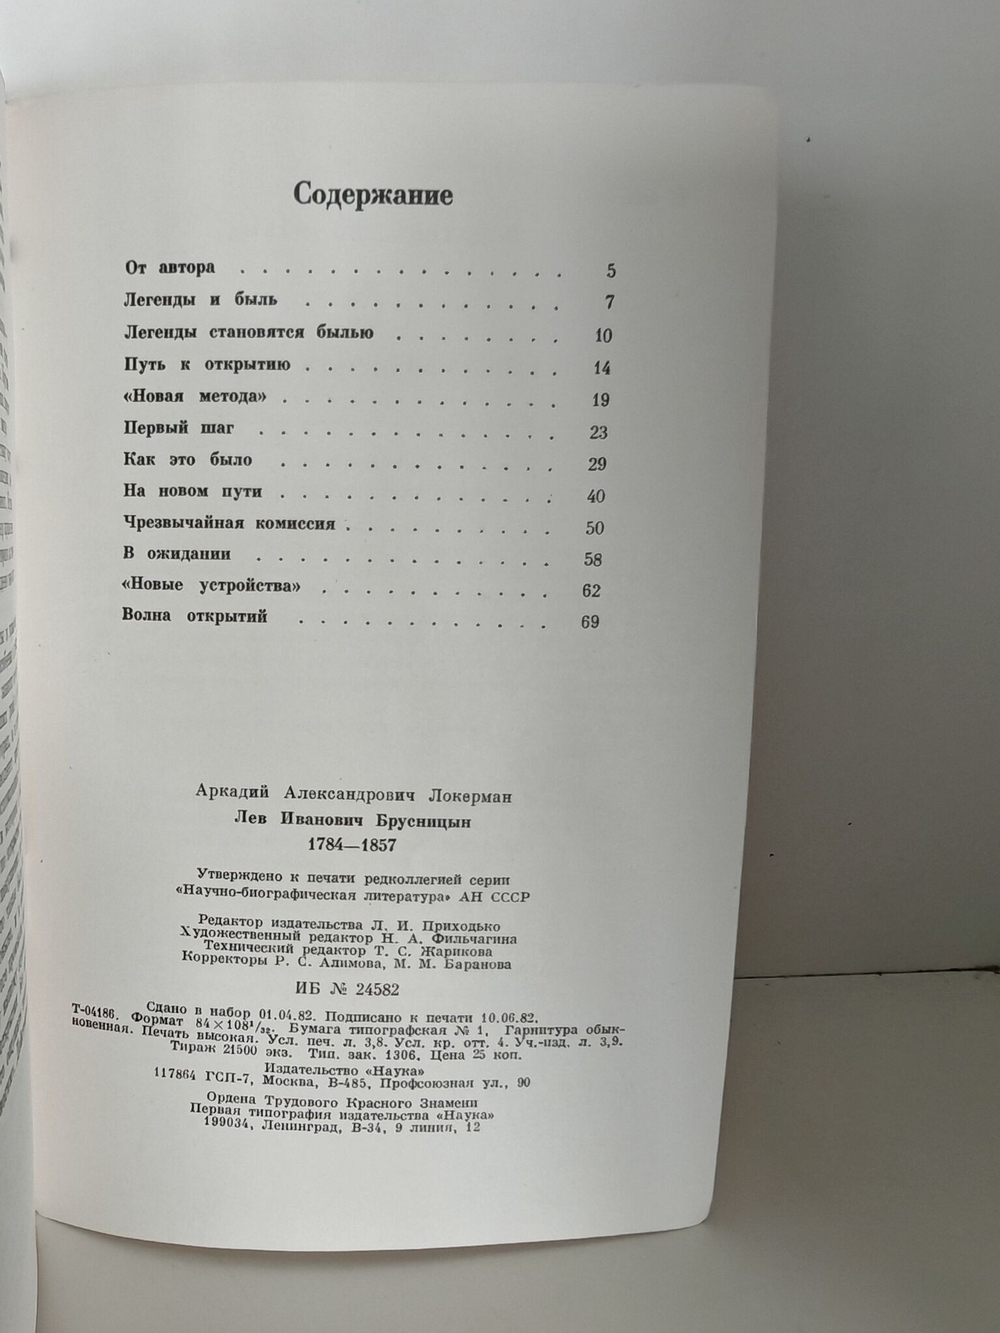 Содержание
От автора . . . . . . . . . . . . . . . 5
Легенды и быль . . . . . . . . . . . . 7
Легенды становятся былью . . . . . . . . 10
Путь к открытию . . . . . . . . . . . . 14
«Новая метода» . . . . . . . . . . . . . 19
Первый шаг . . . . . . . . . . . . . . 23
Как это было . . . . . . . . . . . . . 29
На новом пути . . . . . . . . . . . . . 40
Чрезвычайная комиссия . . . . . . . . . . 50
В ожидании . . . . . . . . . . . . . . 58
«Новые устройства» . . . . . . . . . . . 62
Волна открытий . . . . . . . . . . . . 69
Аркадий Александрович Локерман
Лев Иванович Брусницын
1784—1857
Утверждено к печати редколлегией серии
«Научно-биографическая литература» АН СССР
Редактор издательства Л. И. Приходько
Художественный редактор Н. А. Фильчагина
Технический редактор Т. С. Жарикова
Корректоры Р. С. Алимова, М. М. Баранова
ИБ № 24582
Сдано в набор 01.04.82. Подписано к печати 10.06.82.
Т-04186. Формат 84×108¹/₃₂. Бумага типографская № 1. Гарнитура обык-
новенная. Печать высокая. Усл. печ. л. 3,8. Усл. кр. отт. 4. Уч.-изд. л. 3,9.
Тираж 21500 экз. Тип. зак. 1306. Цена 25 коп.
Издательство «Наука»
117864 ГСП-7, Москва, В-485, Профсоюзная ул., 90
Ордена Трудового Красного Знамени
Первая типография издательства «Наука»
199034, Ленинград, В-34, 9 линия, 12